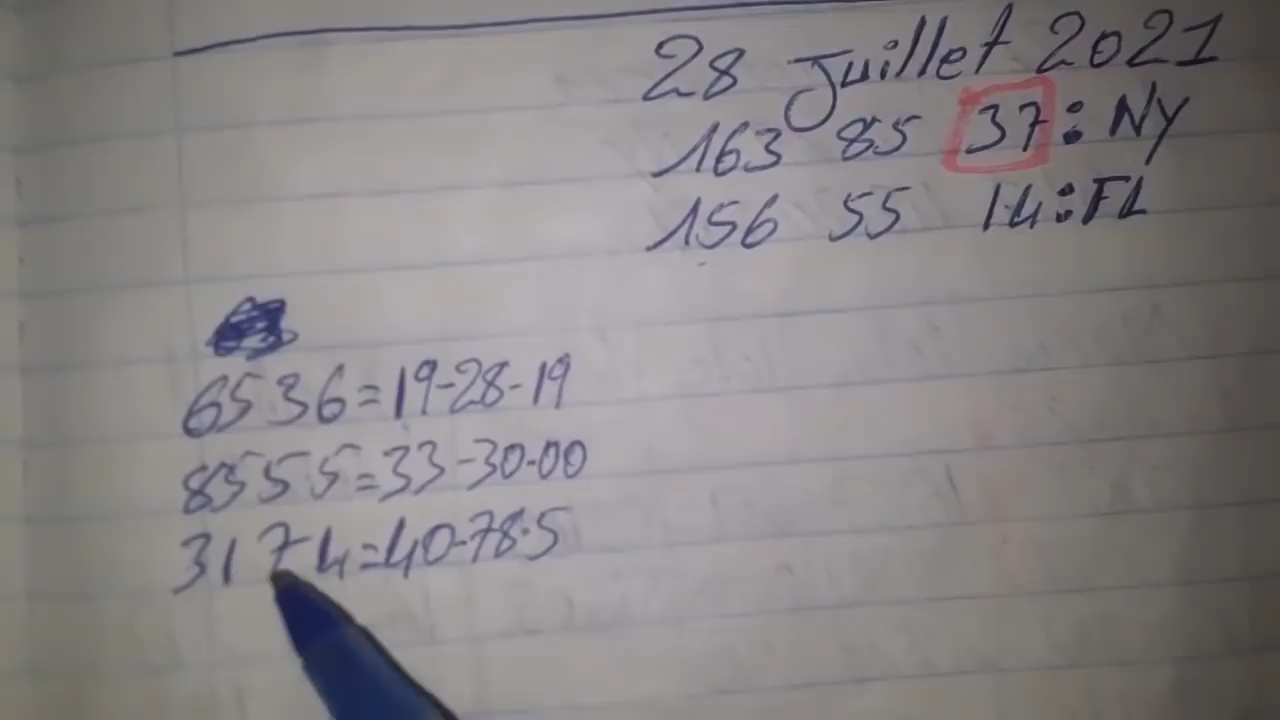 28 Juillet 2021
163 85 37:NY
156 55 14:FL
6536=19-28-19
8555=33-30-00
3174=40-78-5